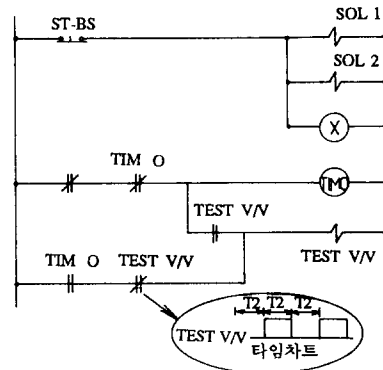 ST-BS
SOL 1
SOL 2
X
TIM O
TIMO
TEST V/V
TEST V/V
TIM O TEST V/V
T2 T2 T2
TEST V/V
타임차트